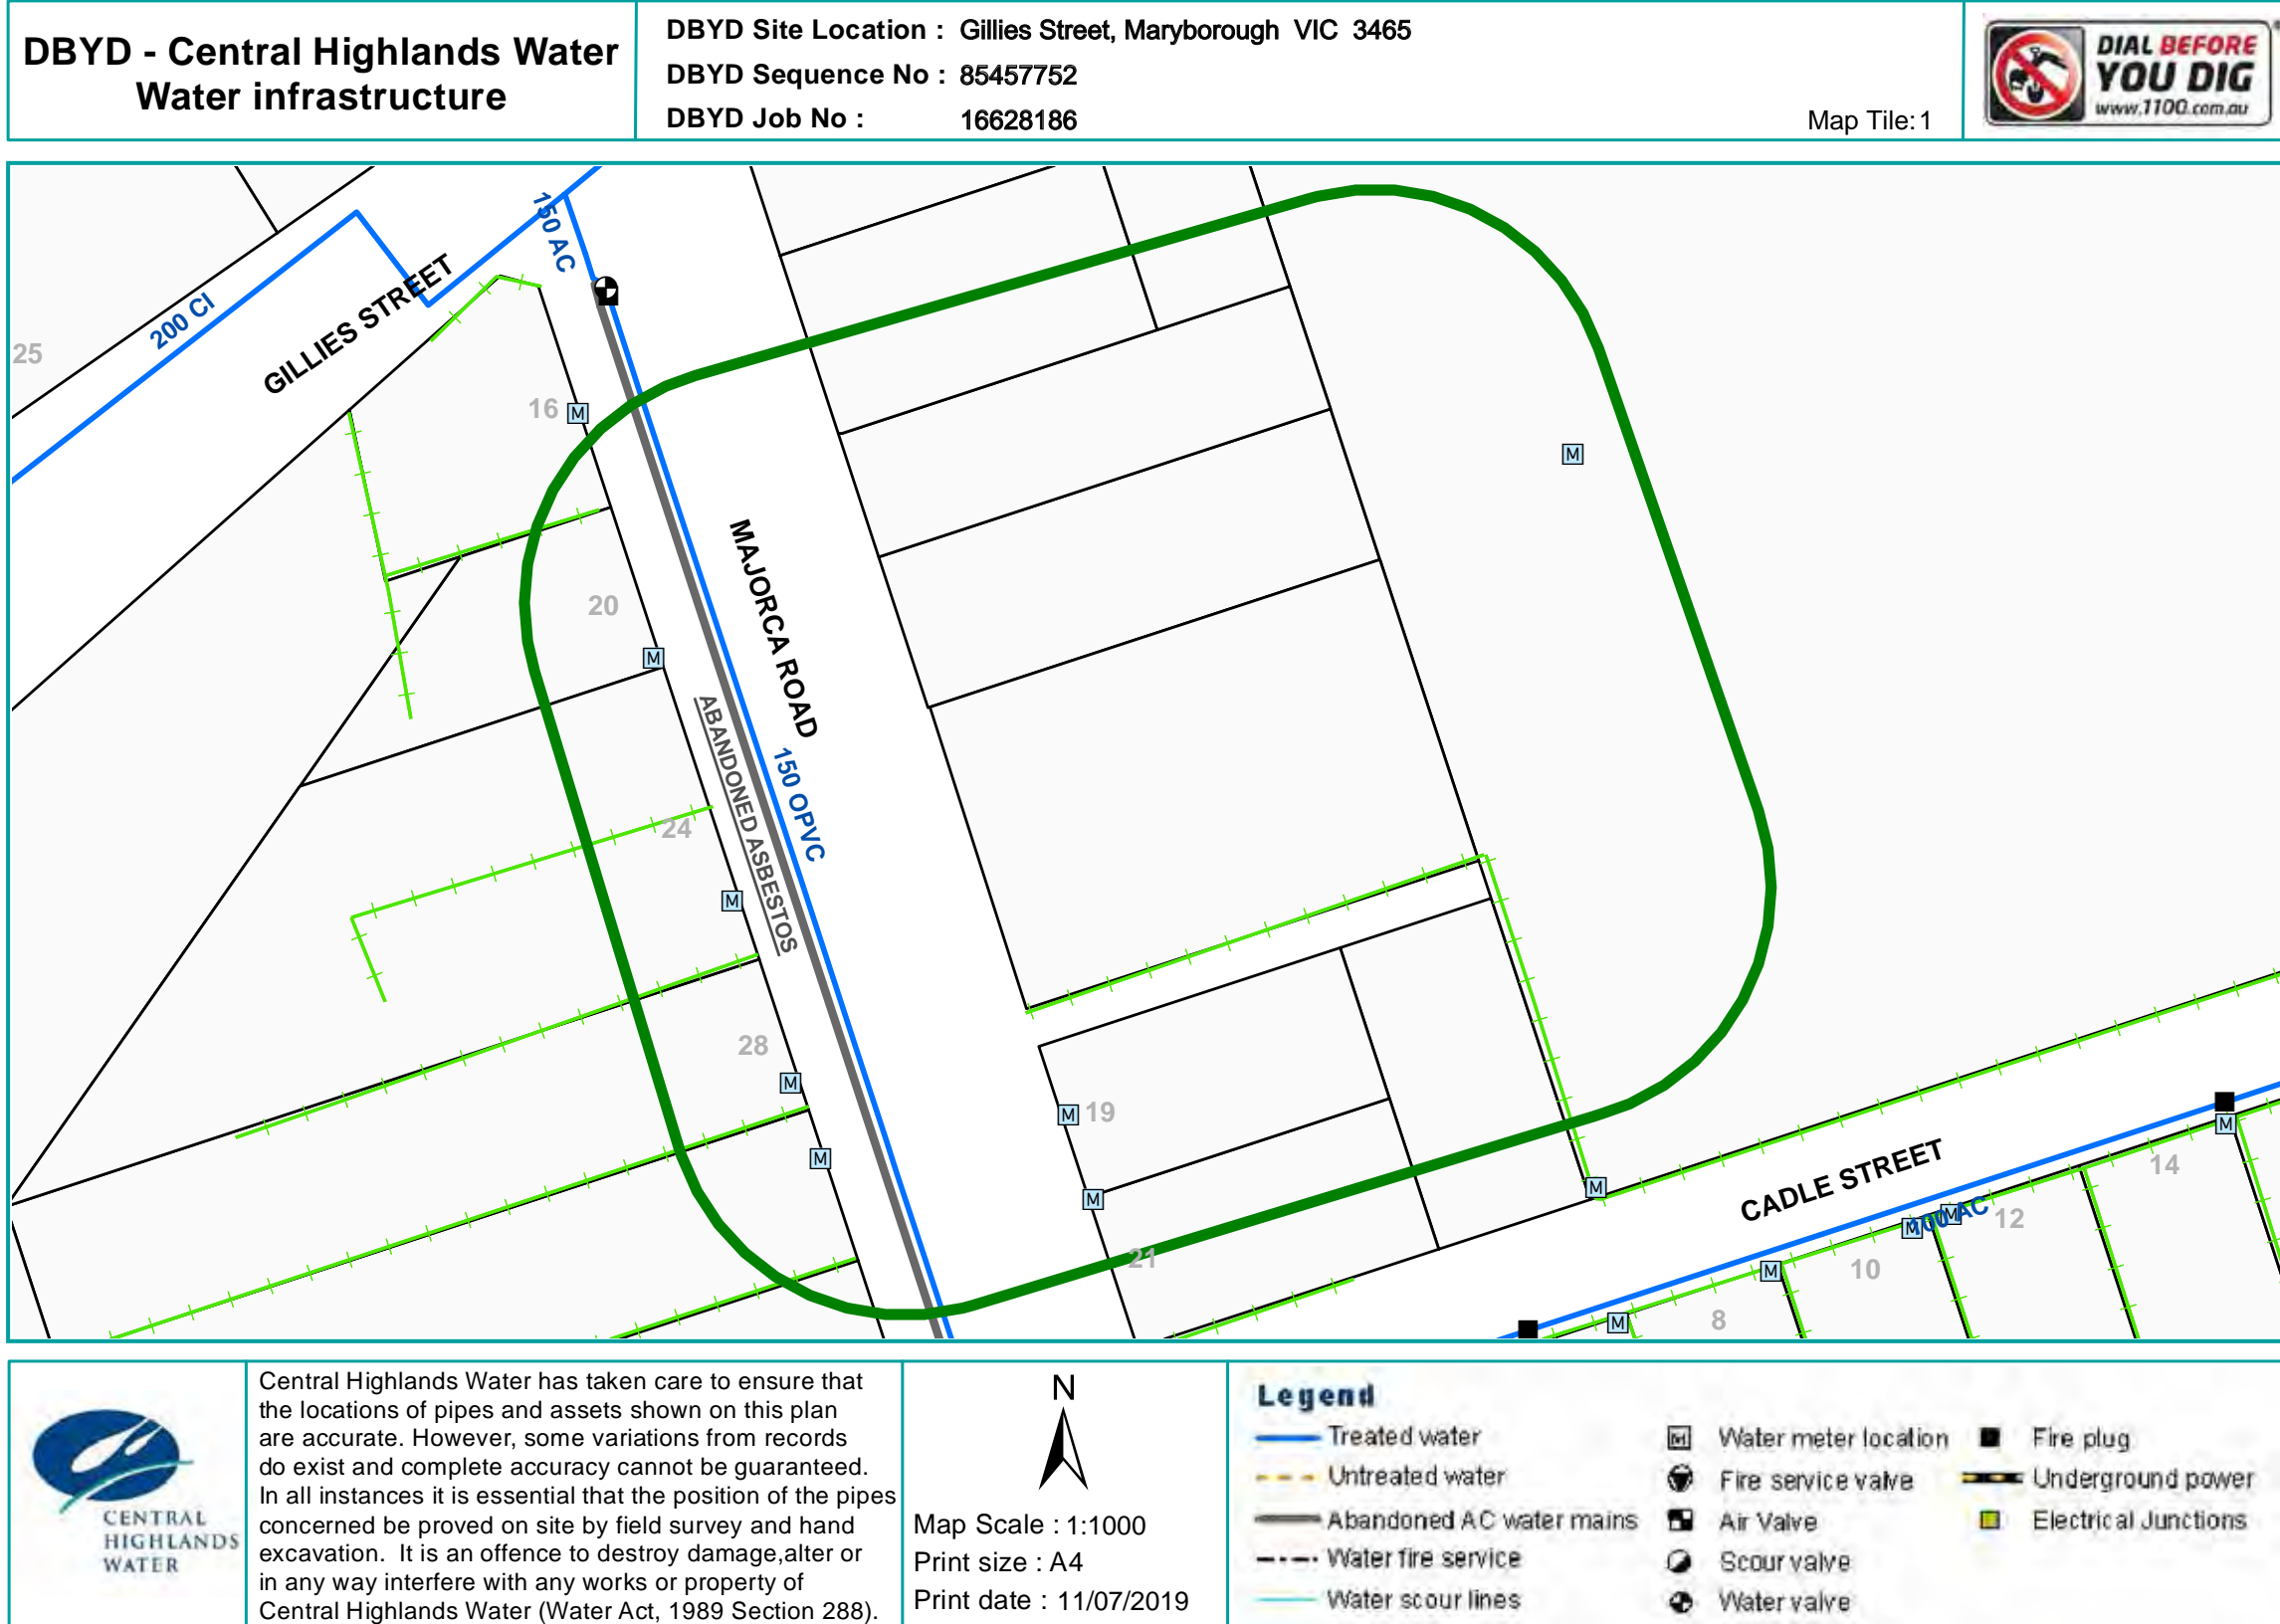 DBYD - Central Highlands Water
Water infrastructure
DBYD Site Location : Gillies Street, Maryborough VIC 3465
DBYD Sequence No : 85457752
DBYD Job No : 16628186
Map Tile:1
DIAL BEFORE
YOU DIG
www.1100.com.au
150 AC
200 CI
GILLIES STREET
25
16
M
M
20
M
MAJORCA ROAD
ABANDONED ASBESTOS
150 OPVC
24
M
28
M
M
M
19
M
21
M
CADLE STREET
100 AC
M
M
M
M
M
14
12
10
8
CENTRAL
HIGHLANDS
WATER
Central Highlands Water has taken care to ensure that
the locations of pipes and assets shown on this plan
are accurate. However, some variations from records
do exist and complete accuracy cannot be guaranteed.
In all instances it is essential that the position of the pipes
concerned be proved on site by field survey and hand
excavation. It is an offence to destroy damage,alter or
in any way interfere with any works or property of
Central Highlands Water (Water Act, 1989 Section 288).
N
Map Scale : 1:1000
Print size : A4
Print date : 11/07/2019
Legend
Treated water
Untreated water
Abandoned AC water mains
Water fire service
Water scour lines
M Water meter location
Fire service valve
Air Valve
Scour valve
Water valve
Fire plug
Underground power
Electrical Junctions